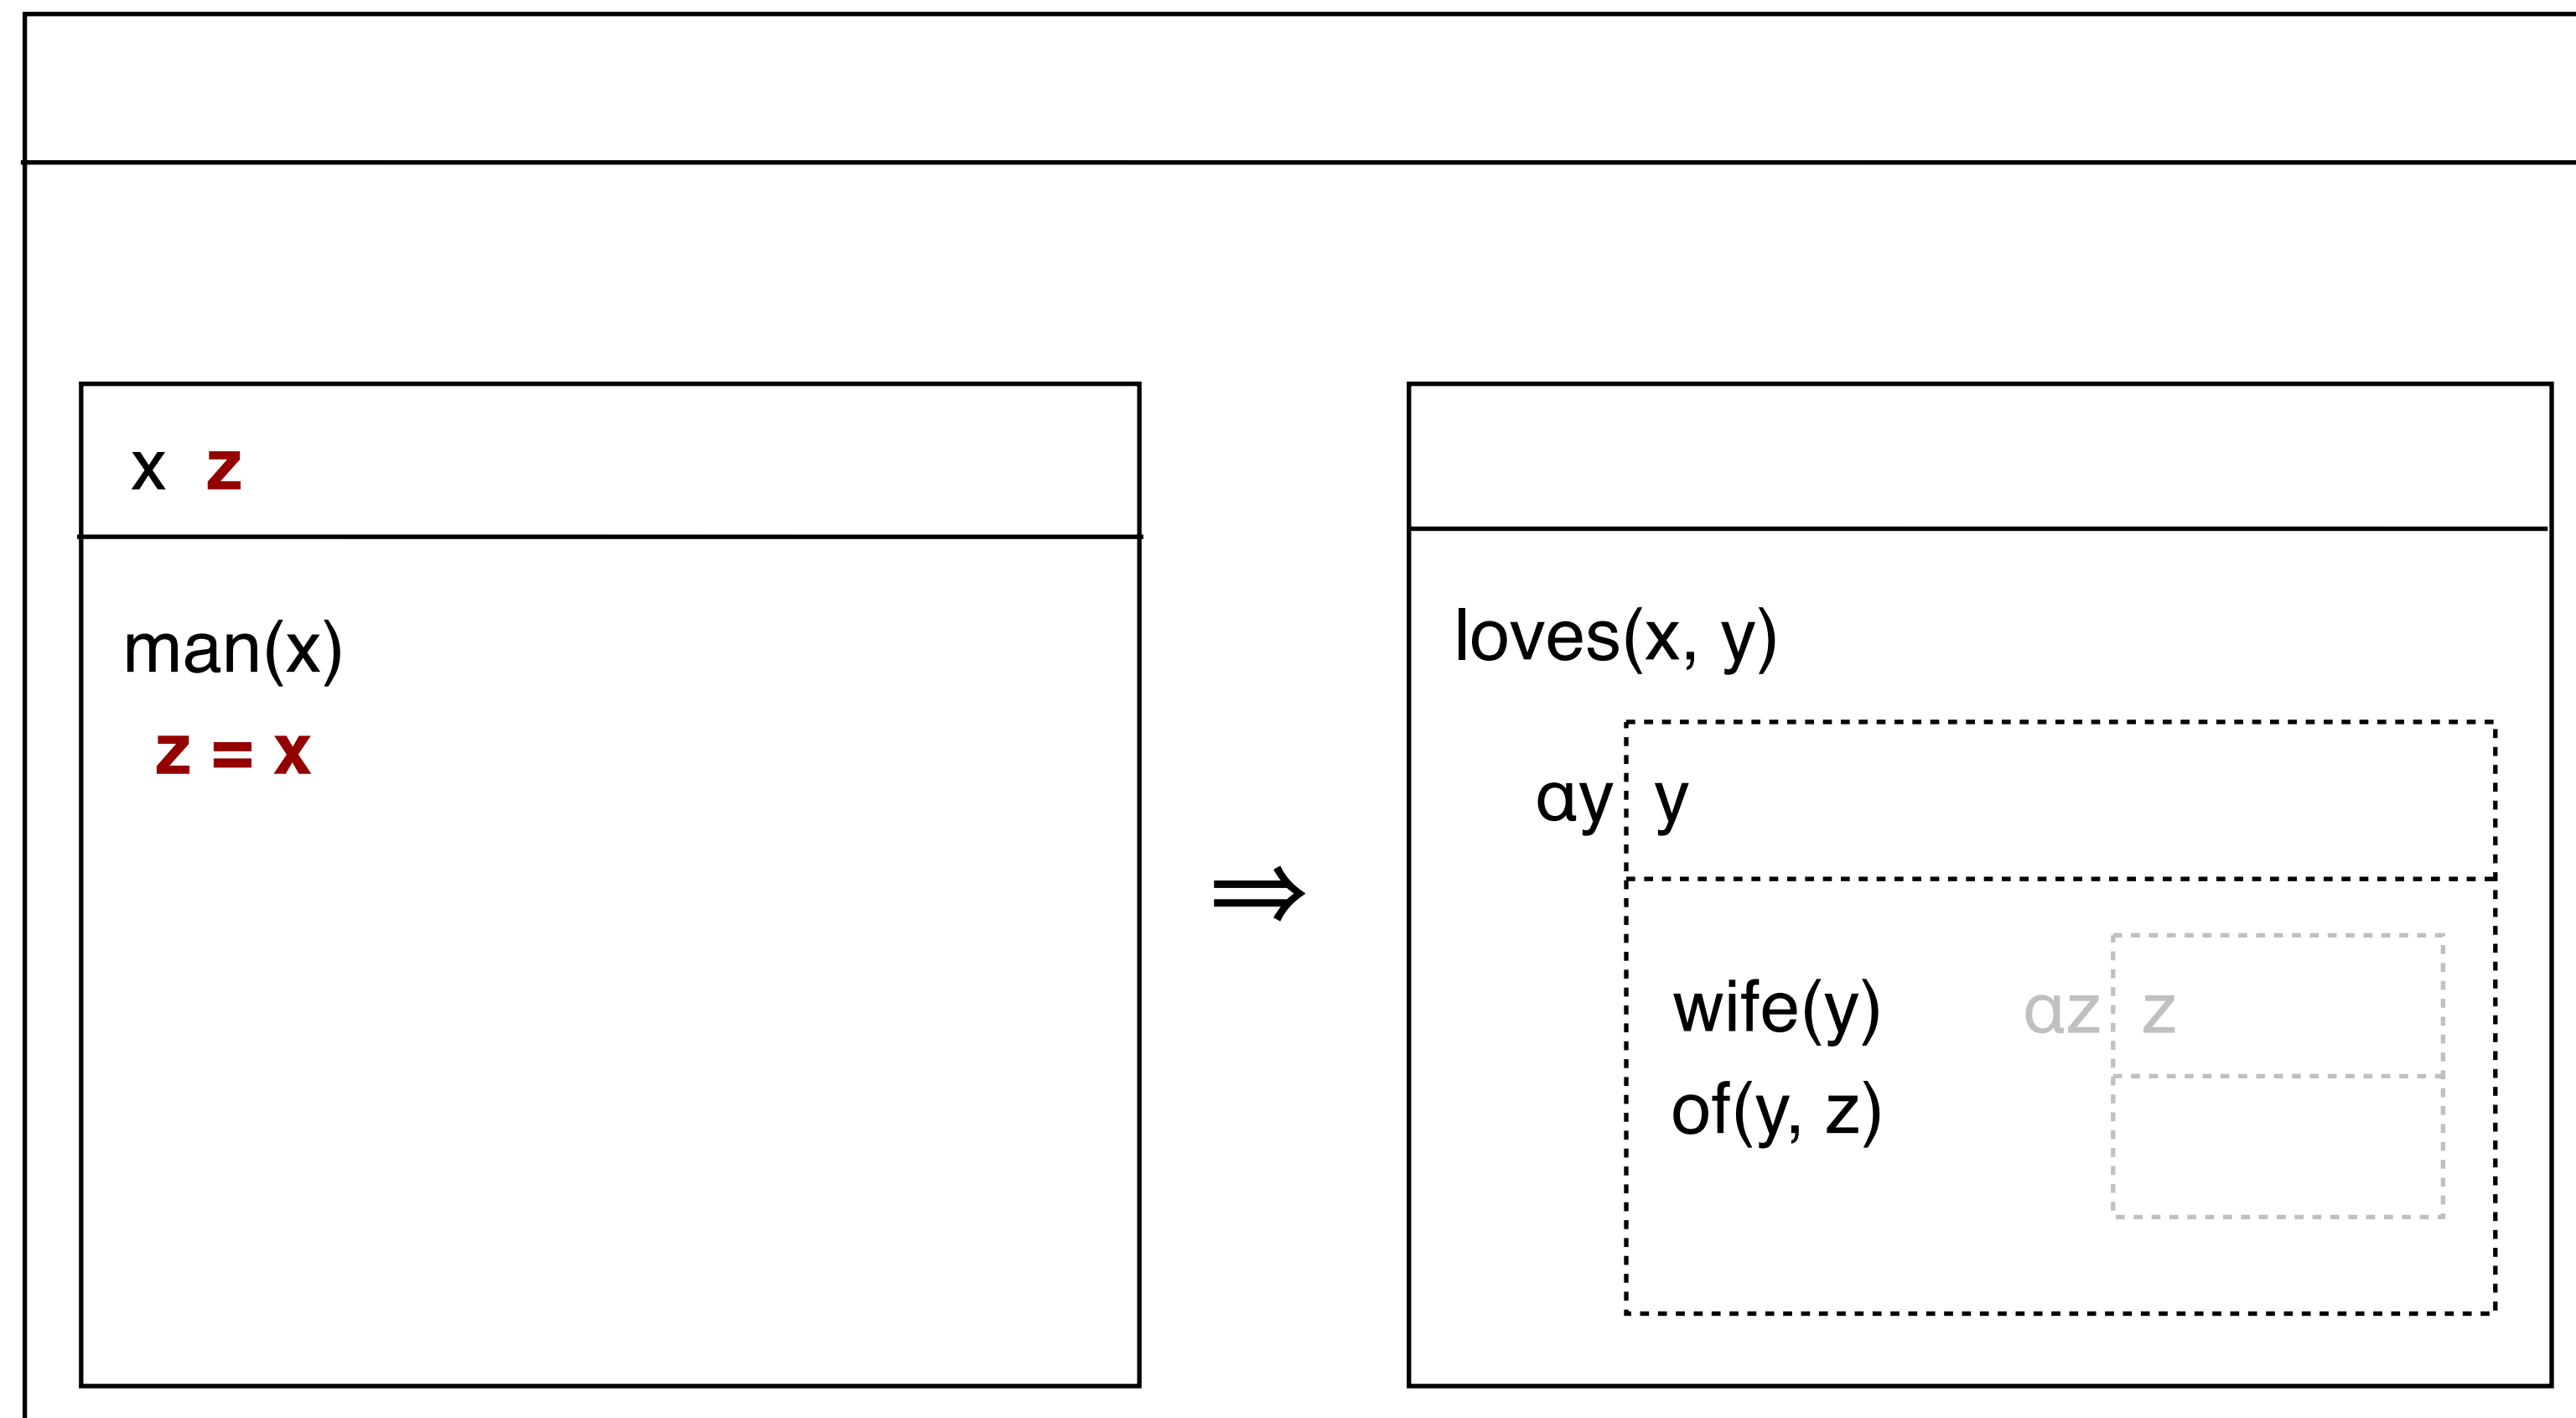 x z
man(x)
z = x
⇒
loves(x, y)
αy y
wife(y) αz z
of(y, z)